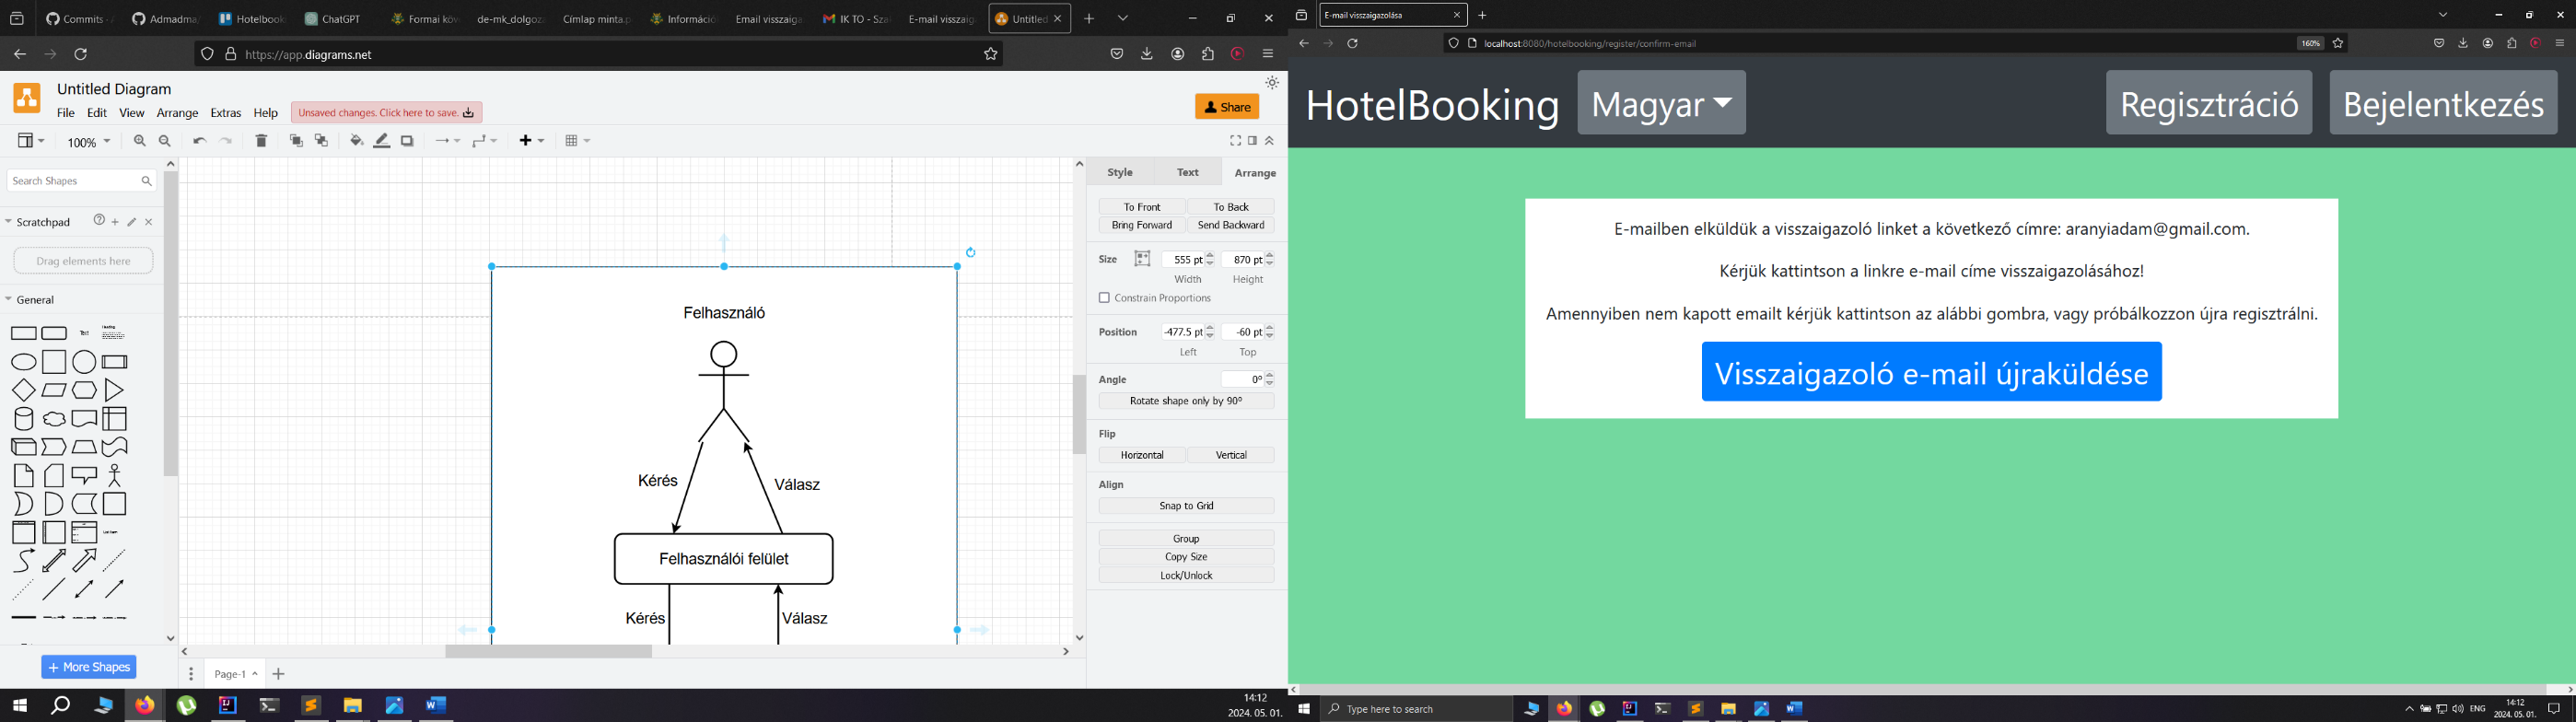 Commits - A
Admadma/
Hotelbook
ChatGPT
Formai köv
de-mk_dolgoz
Címlap minta.p
Információ
Email visszaiga
IK TO - Sza
E-mail visszaig
Untitled
https://app.diagrams.net
Untitled Diagram
File Edit View Arrange Extras Help
Unsaved changes. Click here to save.
Share
100%
Search Shapes
Scratchpad
Drag elements here
General
Text
Heading
More Shapes
Felhasználó
Kérés
Válasz
Felhasználói felület
Kérés
Válasz
Page-1
Style Text Arrange
To Front To Back
Bring Forward Send Backward
Size 555 pt 870 pt
Width Height
Constrain Proportions
Position -477.5 pt -60 pt
Left Top
Angle 0°
Rotate shape only by 90°
Flip
Horizontal Vertical
Align
Snap to Grid
Group
Copy Size
Lock/Unlock
14:12
2024. 05. 01.
E-mail visszaigazolása
localhost:8080/hotelbooking/register/confirm-email
160%
HotelBooking Magyar Regisztráció Bejelentkezés
E-mailben elküldük a visszaigazoló linket a következő címre: aranyiadam@gmail.com.
Kérjük kattintson a linkre e-mail címe visszaigazolásához!
Amennyiben nem kapott emailt kérjük kattintson az alábbi gombra, vagy próbálkozzon újra regisztrálni.
Visszaigazoló e-mail újraküldése
Type here to search
ENG
14:12
2024. 05. 01.